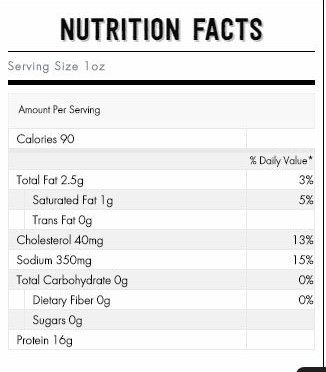 NUTRITION FACTS
Serving Size 1oz
Amount Per Serving
Calories 90
% Daily Value*
Total Fat 2.5g 3%
Saturated Fat 1g 5%
Trans Fat 0g
Cholesterol 40mg 13%
Sodium 350mg 15%
Total Carbohydrate 0g 0%
Dietary Fiber 0g 0%
Sugars 0g
Protein 16g